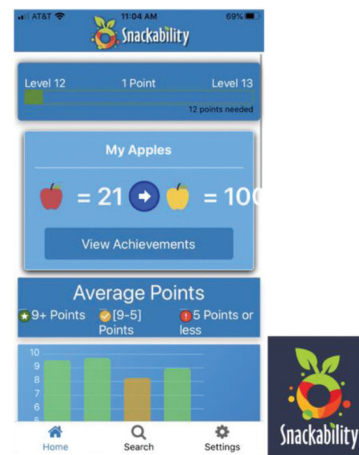 AT&T 11:04 AM 69%
Snackability
Level 12 1 Point Level 13
12 points needed
My Apples
= 21 = 100
View Achievements
Average Points
9+ Points [9-5] 5 Points or
Points less
10
9
8
7
6
Home Search Settings
Snackability